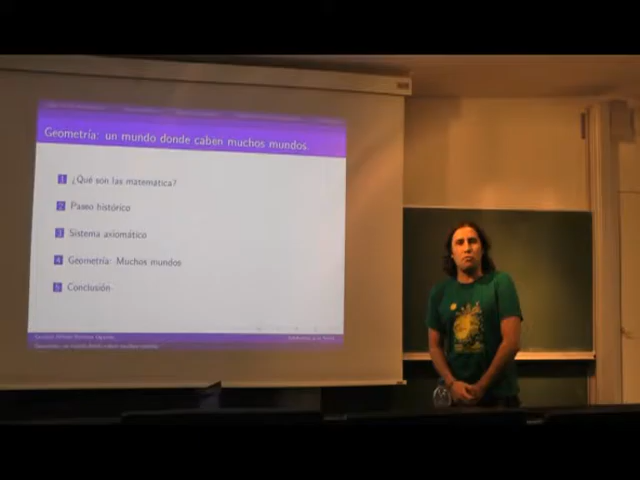 Geometría: un mundo donde caben muchos mundos.
1 ¿Qué son las matemática?
2 Paseo histórico
3 Sistema axiomático
4 Geometría: Muchos mundos
5 Conclusión